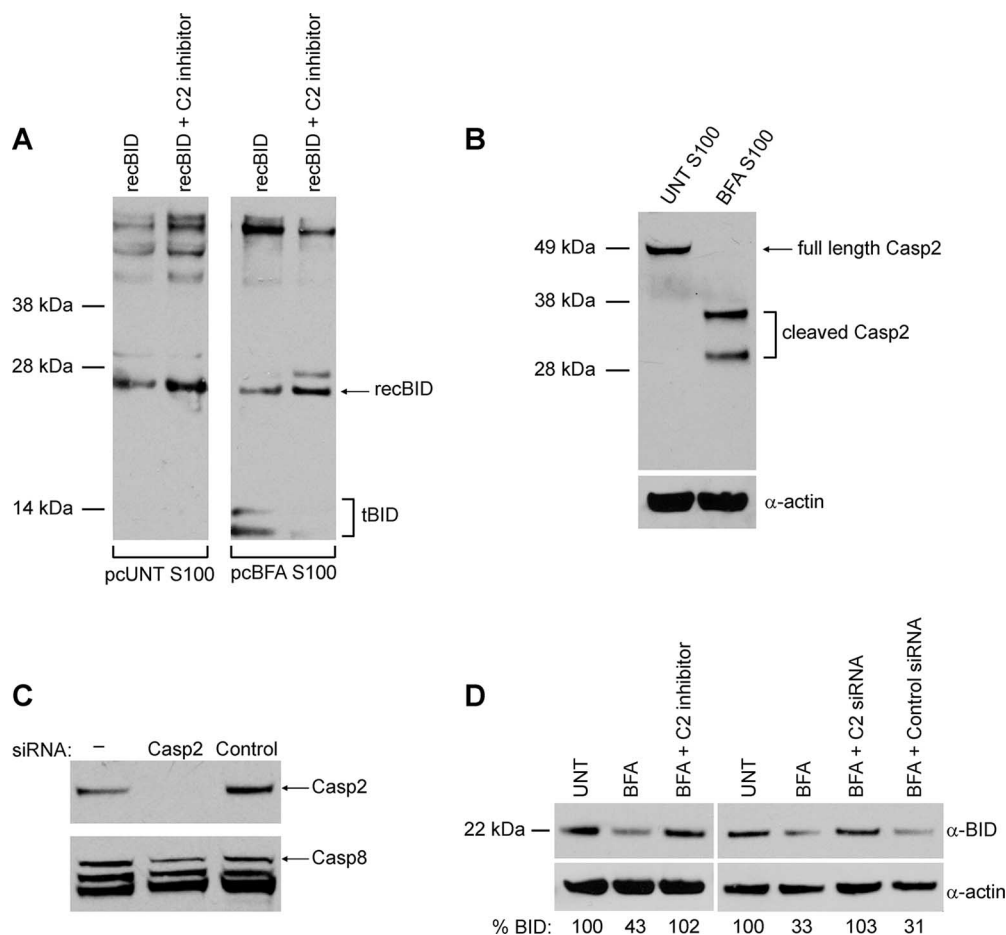 A
recBID
recBID + C2 inhibitor
recBID
recBID + C2 inhibitor
38 kDa
28 kDa
recBID
14 kDa
tBID
pcUNT S100
pcBFA S100
B
UNT S100
BFA S100
49 kDa
full length Casp2
38 kDa
cleaved Casp2
28 kDa
α-actin
C
siRNA: – Casp2 Control
Casp2
Casp8
D
UNT
BFA
BFA + C2 inhibitor
UNT
BFA
BFA + C2 siRNA
BFA + Control siRNA
22 kDa
α-BID
α-actin
% BID: 100 43 102 100 33 103 31